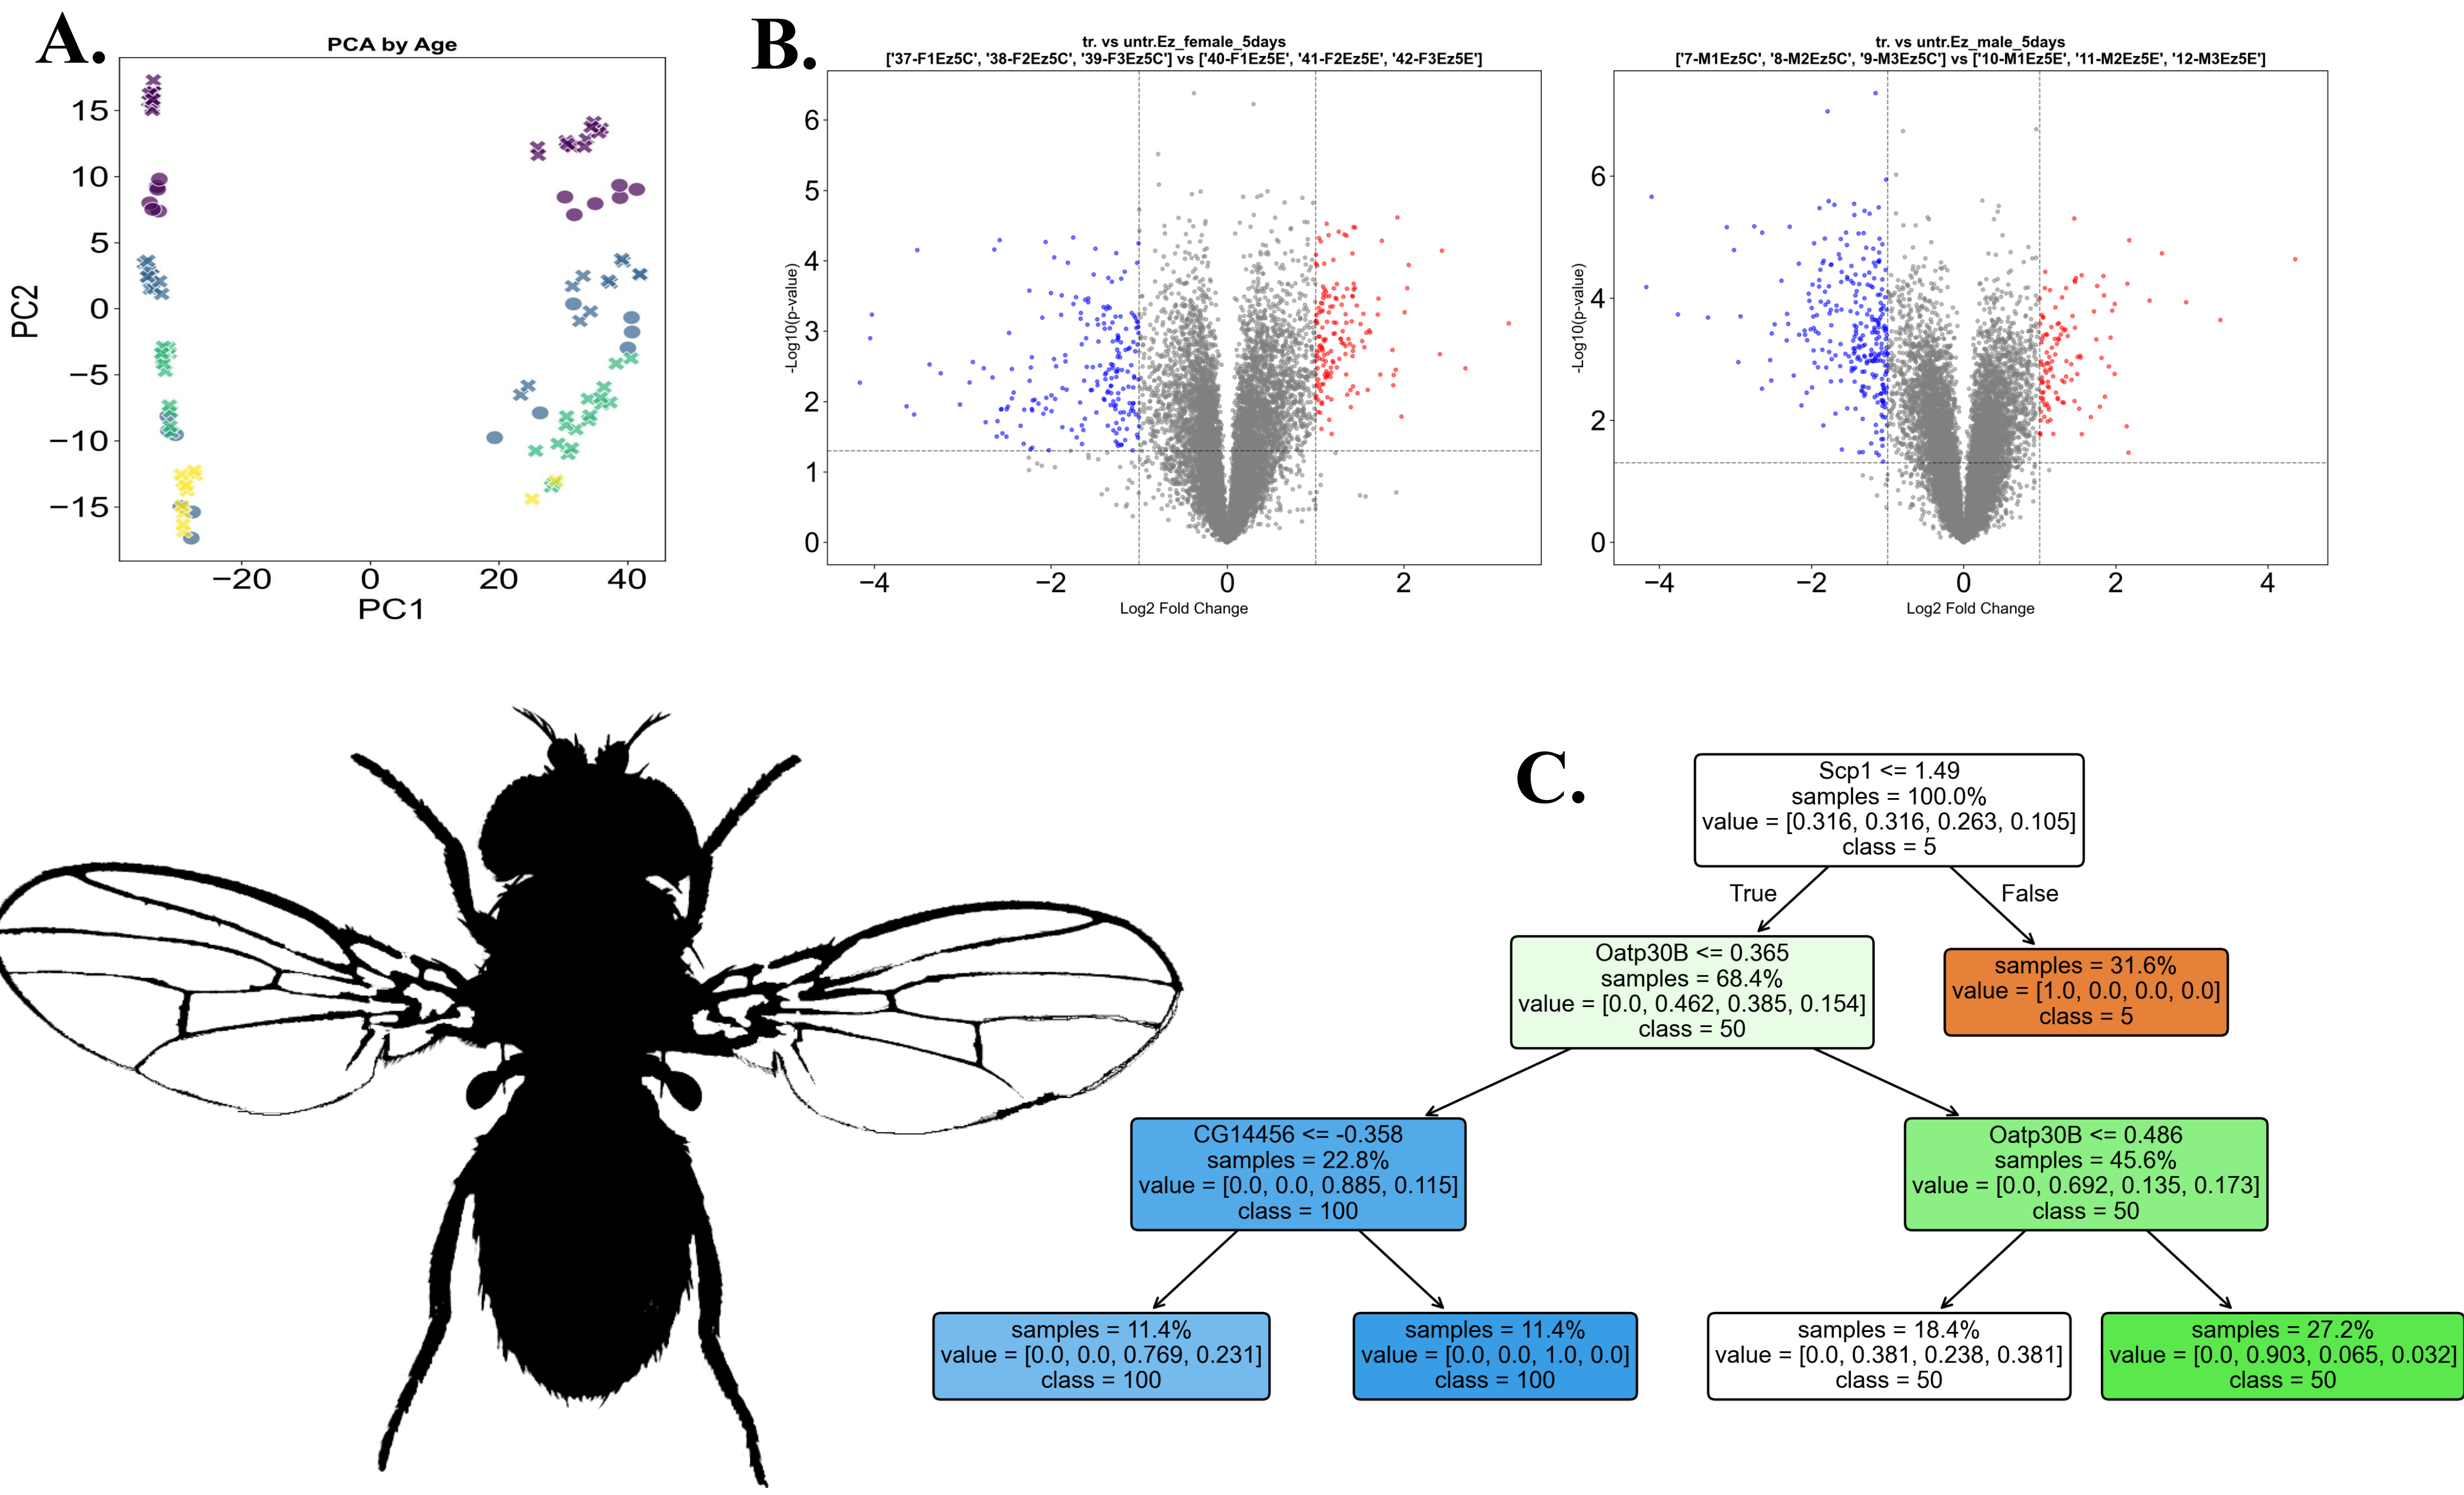 A.
PCA by Age
15
10
5
0
−5
−10
−15
PC2
−20
0
20
40
PC1
B.
tr. vs untr.Ez_female_5days
['37-F1Ez5C', '38-F2Ez5C', '39-F3Ez5C'] vs ['40-F1Ez5E', '41-F2Ez5E', '42-F3Ez5E']
6
5
4
3
2
1
0
-Log10(p-value)
−4
−2
0
2
Log2 Fold Change
tr. vs untr.Ez_male_5days
['7-M1Ez5C', '8-M2Ez5C', '9-M3Ez5C'] vs ['10-M1Ez5E', '11-M2Ez5E', '12-M3Ez5E']
6
4
2
0
-Log10(p-value)
−4
−2
0
2
4
Log2 Fold Change
C.
Scp1 <= 1.49
samples = 100.0%
value = [0.316, 0.316, 0.263, 0.105]
class = 5
True
False
Oatp30B <= 0.365
samples = 68.4%
value = [0.0, 0.462, 0.385, 0.154]
class = 50
samples = 31.6%
value = [1.0, 0.0, 0.0, 0.0]
class = 5
CG14456 <= -0.358
samples = 22.8%
value = [0.0, 0.0, 0.885, 0.115]
class = 100
Oatp30B <= 0.486
samples = 45.6%
value = [0.0, 0.692, 0.135, 0.173]
class = 50
samples = 11.4%
value = [0.0, 0.0, 0.769, 0.231]
class = 100
samples = 11.4%
value = [0.0, 0.0, 1.0, 0.0]
class = 100
samples = 18.4%
value = [0.0, 0.381, 0.238, 0.381]
class = 50
samples = 27.2%
value = [0.0, 0.903, 0.065, 0.032]
class = 50